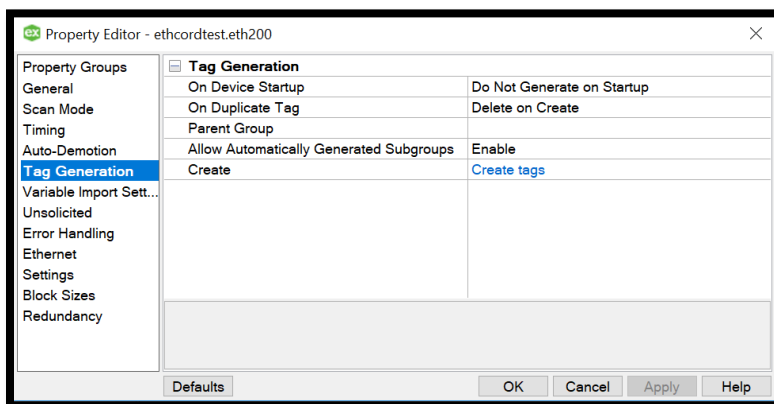 ex Property Editor - ethcordtest.eth200
Property Groups
General
Scan Mode
Timing
Auto-Demotion
Tag Generation
Variable Import Sett...
Unsolicited
Error Handling
Ethernet
Settings
Block Sizes
Redundancy
Tag Generation
On Device Startup Do Not Generate on Startup
On Duplicate Tag Delete on Create
Parent Group
Allow Automatically Generated Subgroups Enable
Create Create tags
Defaults OK Cancel Apply Help